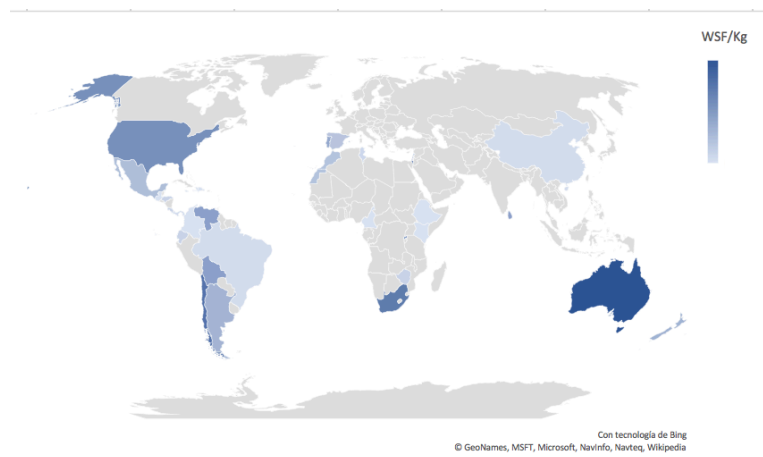 WSF/Kg
Con tecnología de Bing
© GeoNames, MSFT, Microsoft, NavInfo, Navteq, Wikipedia